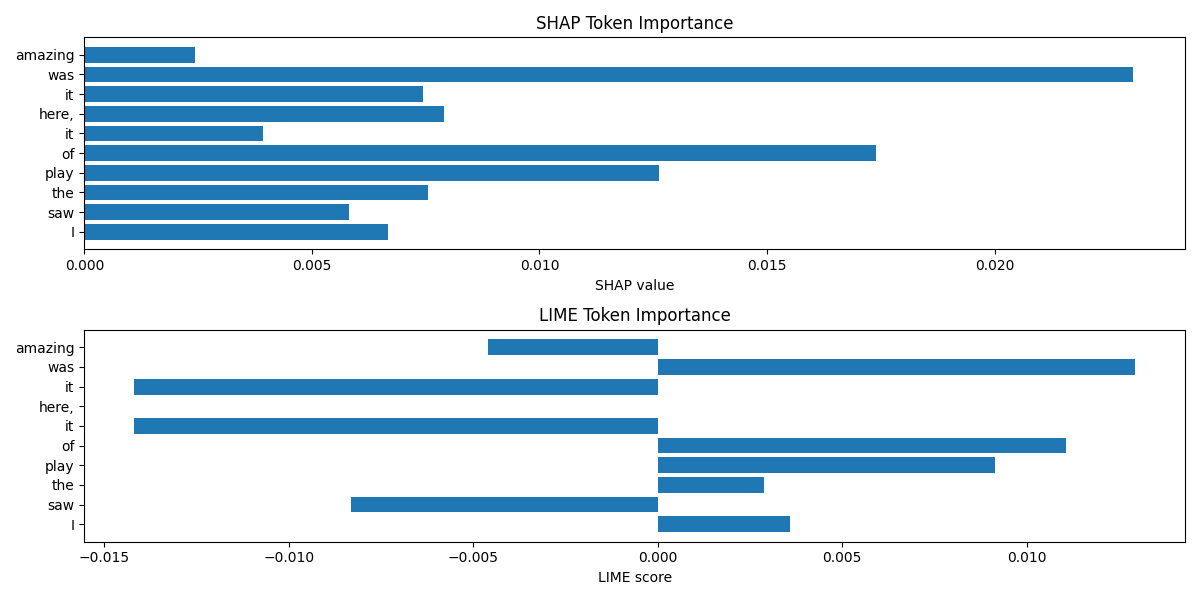 SHAP Token Importance
amazing
was
it
here,
it
of
play
the
saw
I
0.000 0.005 0.010 0.015 0.020
SHAP value
LIME Token Importance
amazing
was
it
here,
it
of
play
the
saw
I
−0.015 −0.010 −0.005 0.000 0.005 0.010
LIME score